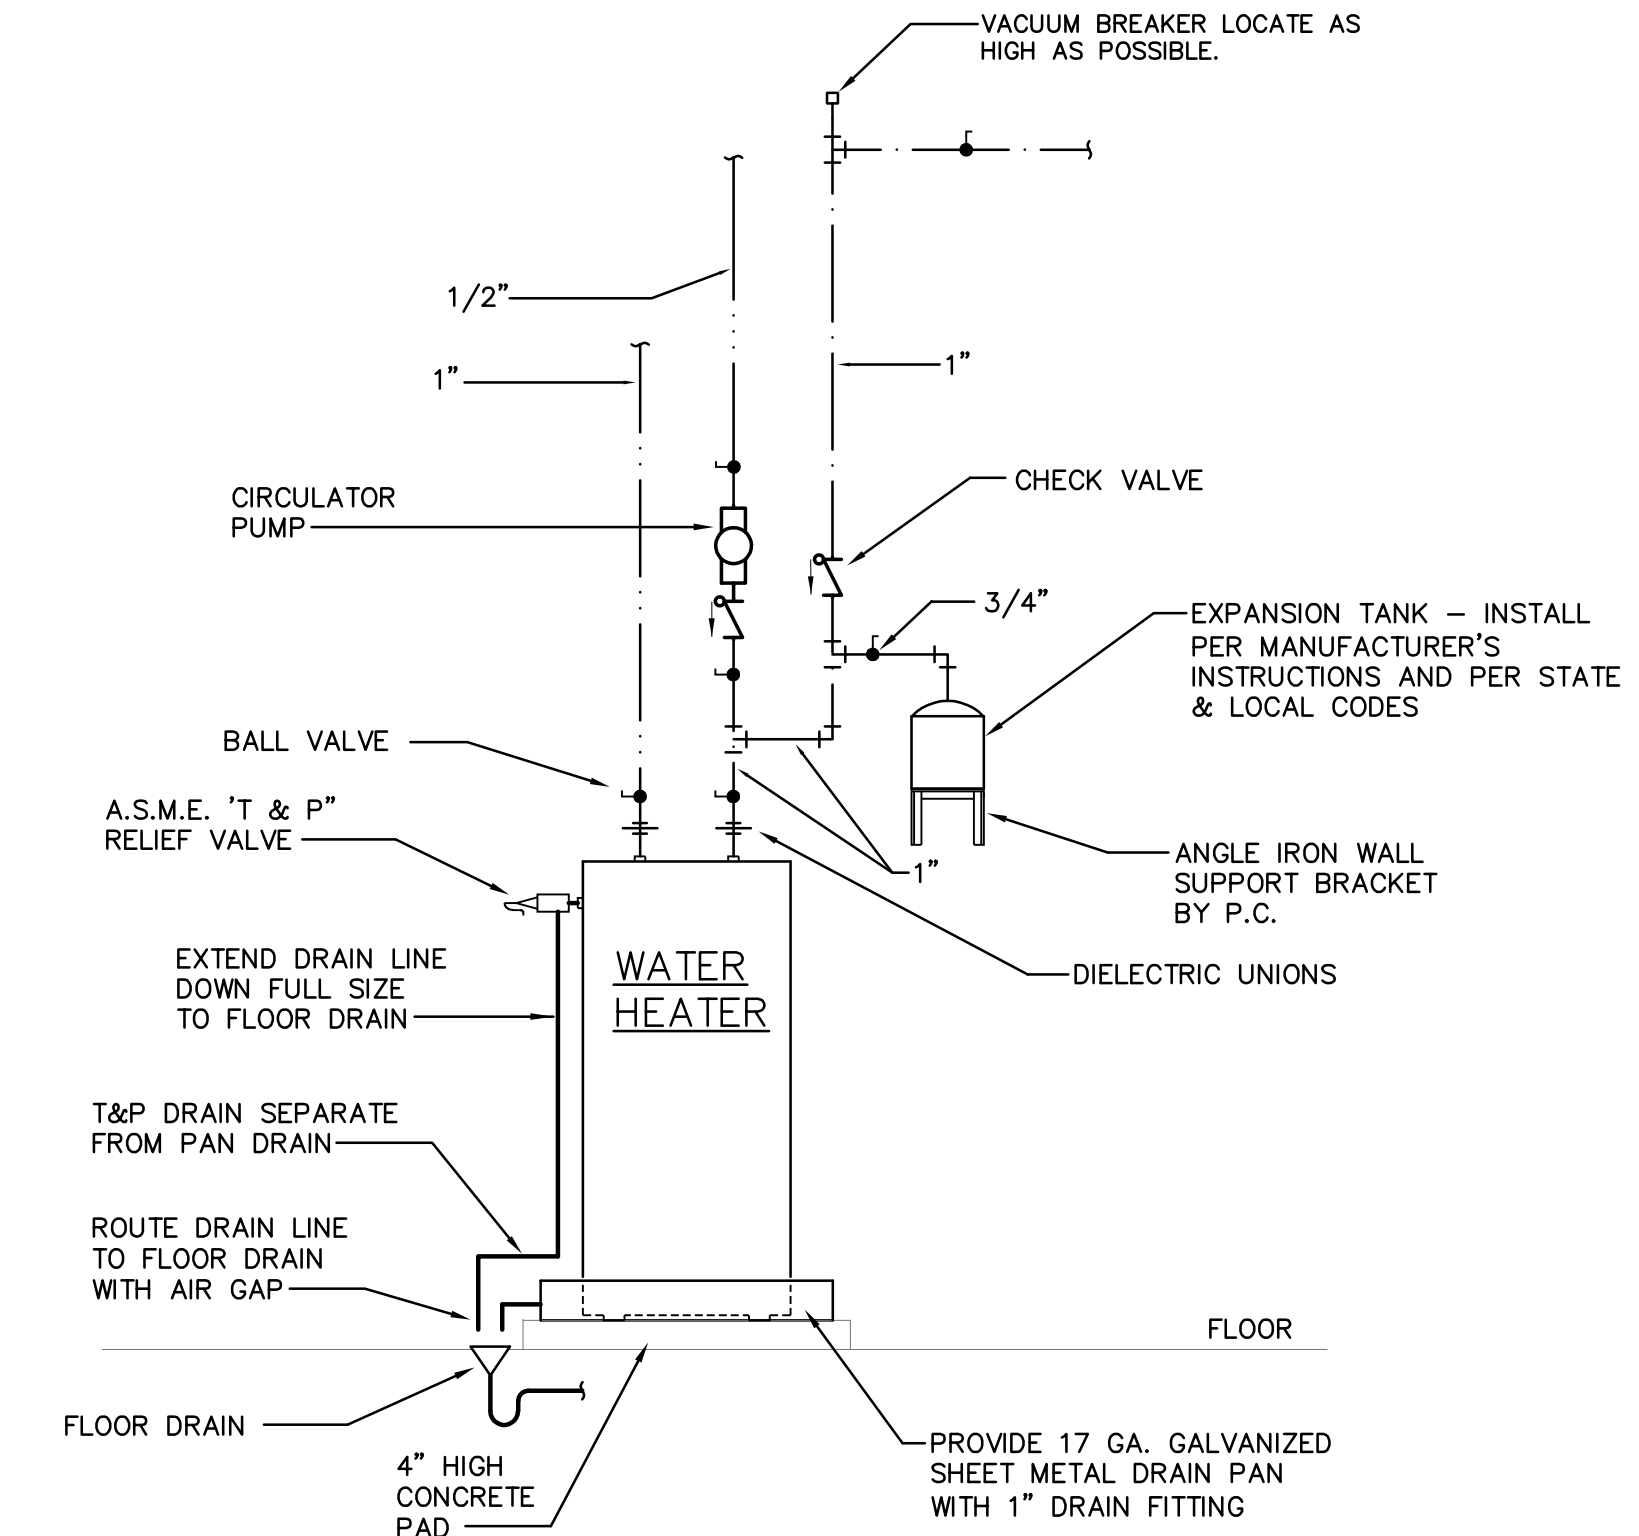 VACUUM BREAKER LOCATE AS
HIGH AS POSSIBLE.
1/2"
1"
1"
CIRCULATOR
PUMP
CHECK VALVE
3/4"
EXPANSION TANK – INSTALL
PER MANUFACTURER'S
INSTRUCTIONS AND PER STATE
& LOCAL CODES
BALL VALVE
A.S.M.E. 'T & P"
RELIEF VALVE
1"
ANGLE IRON WALL
SUPPORT BRACKET
BY P.C.
DIELECTRIC UNIONS
WATER
HEATER
EXTEND DRAIN LINE
DOWN FULL SIZE
TO FLOOR DRAIN
T&P DRAIN SEPARATE
FROM PAN DRAIN
ROUTE DRAIN LINE
TO FLOOR DRAIN
WITH AIR GAP
FLOOR
FLOOR DRAIN
4" HIGH
CONCRETE
PAD
PROVIDE 17 GA. GALVANIZED
SHEET METAL DRAIN PAN
WITH 1" DRAIN FITTING